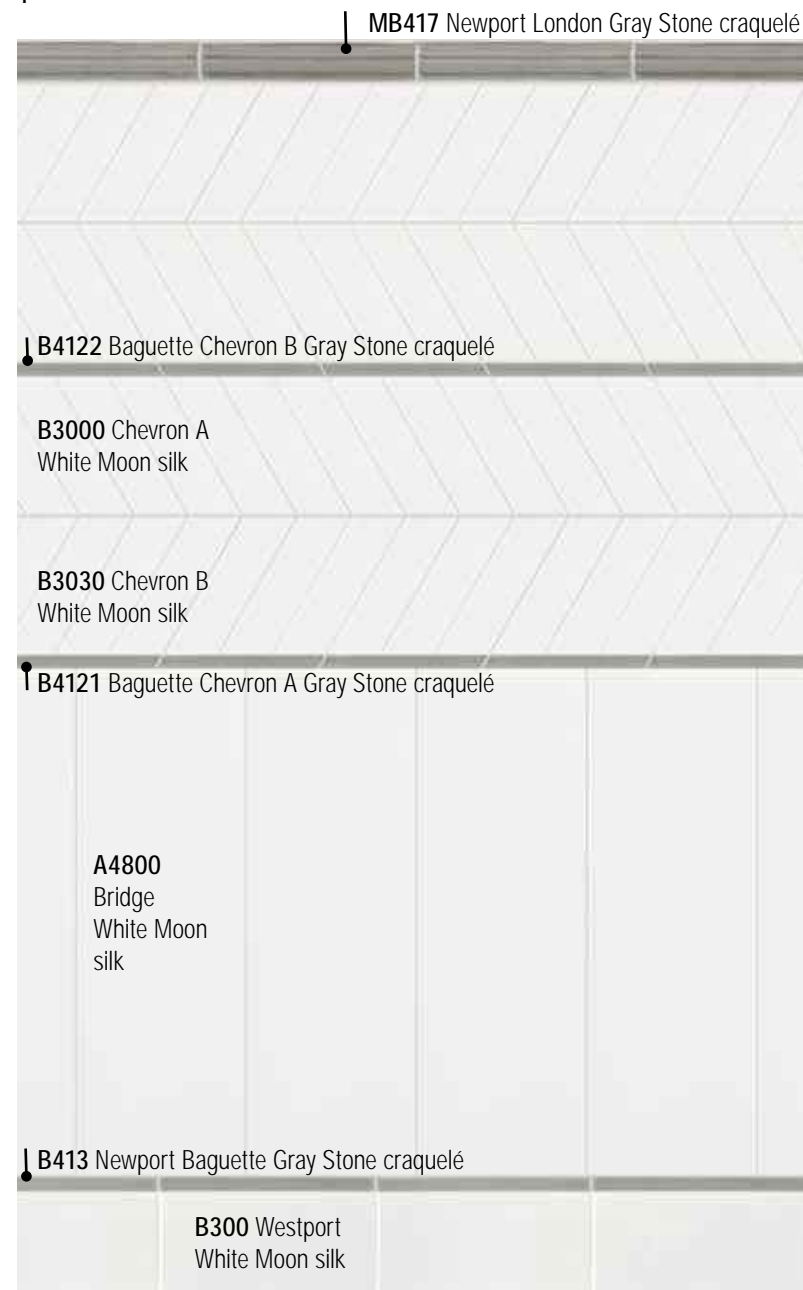 MB417 Newport London Gray Stone craquelé
B4122 Baguette Chevron B Gray Stone craquelé
B3000 Chevron A
White Moon silk
B3030 Chevron B
White Moon silk
B4121 Baguette Chevron A Gray Stone craquelé
A4800
Bridge
White Moon
silk
B413 Newport Baguette Gray Stone craquelé
B300 Westport
White Moon silk